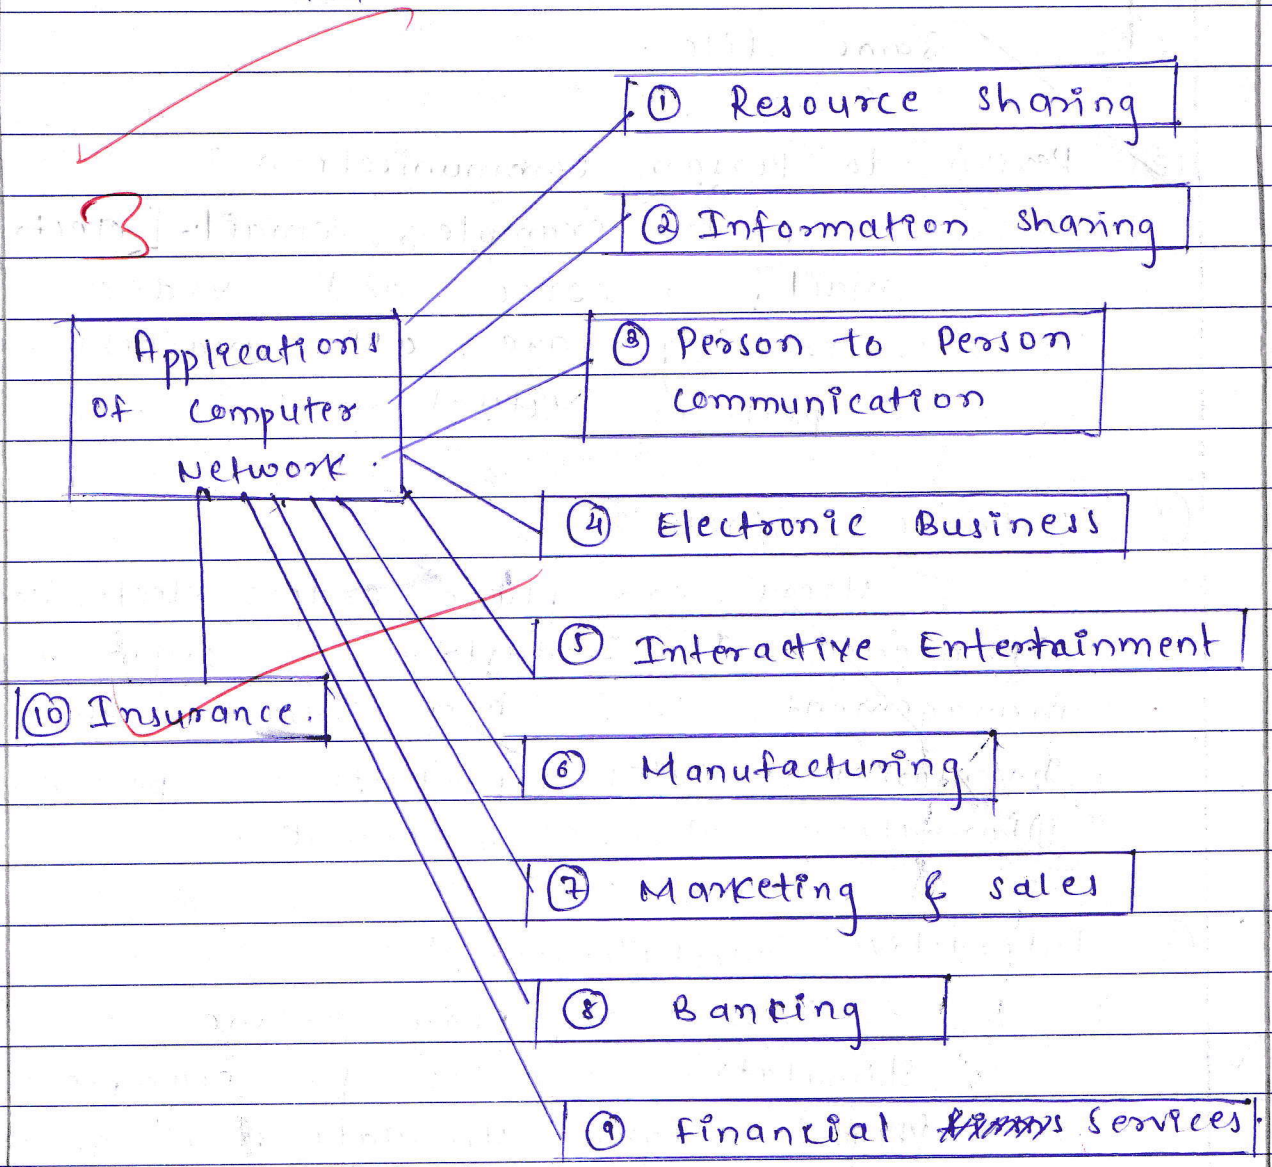 ① Resource sharing
3
② Information sharing
Applications
of computer
Network.
③ Person to Person
communication
④ Electronic Business
⑤ Interactive Entertainment
⑩ Insurance.
⑥ Manufacturing
⑦ Marketing & sales
⑧ Banking
⑨ financial services